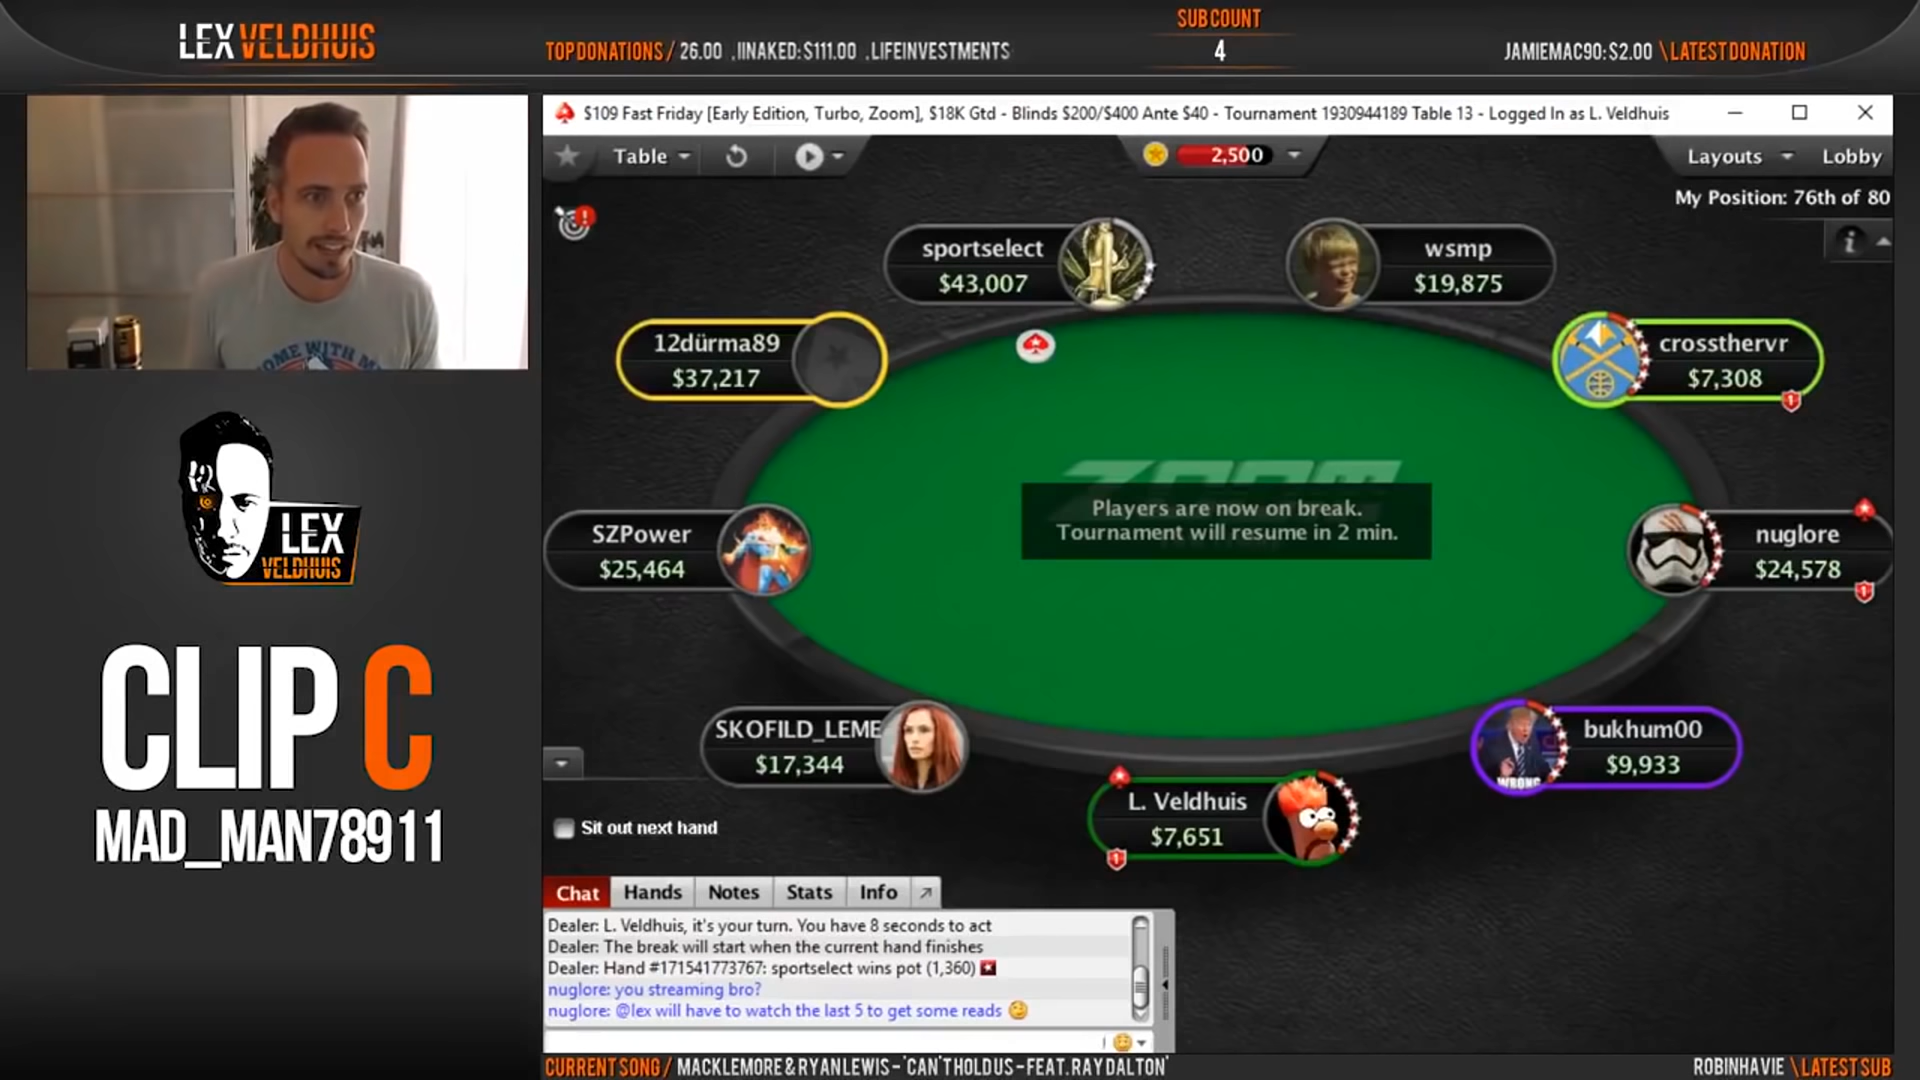 LEX VELDHUIS
TOP DONATIONS / 26.00 , IINAKED: $111.00 , LIFEINVESTMENTS
SUB COUNT
4
JAMIEMAC90: $2.00 \ LATEST DONATION
$109 Fast Friday [Early Edition, Turbo, Zoom], $18K Gtd - Blinds $200/$400 Ante $40 - Tournament 1930944189 Table 13 - Logged In as L. Veldhuis
Table
2,500
Layouts
Lobby
My Position: 76th of 80
sportselect
$43,007
wsmp
$19,875
12dürma89
$37,217
crossthervr
$7,308
ZOOM
Players are now on break.
Tournament will resume in 2 min.
SZPower
$25,464
nuglore
$24,578
LEX
VELDHUIS
CLIP C
MAD_MAN78911
SKOFILD_LEME
$17,344
L. Veldhuis
$7,651
bukhum00
$9,933
WRONG
Sit out next hand
Chat
Hands
Notes
Stats
Info
Dealer: L. Veldhuis, it's your turn. You have 8 seconds to act
Dealer: The break will start when the current hand finishes
Dealer: Hand #171541773767: sportselect wins pot (1,360)
nuglore: you streaming bro?
nuglore: @lex will have to watch the last 5 to get some reads
CURRENT SONG / MACKLEMORE & RYAN LEWIS - 'CAN'T HOLD US - FEAT. RAY DALTON'
ROBINHAVIE \ LATEST SUB